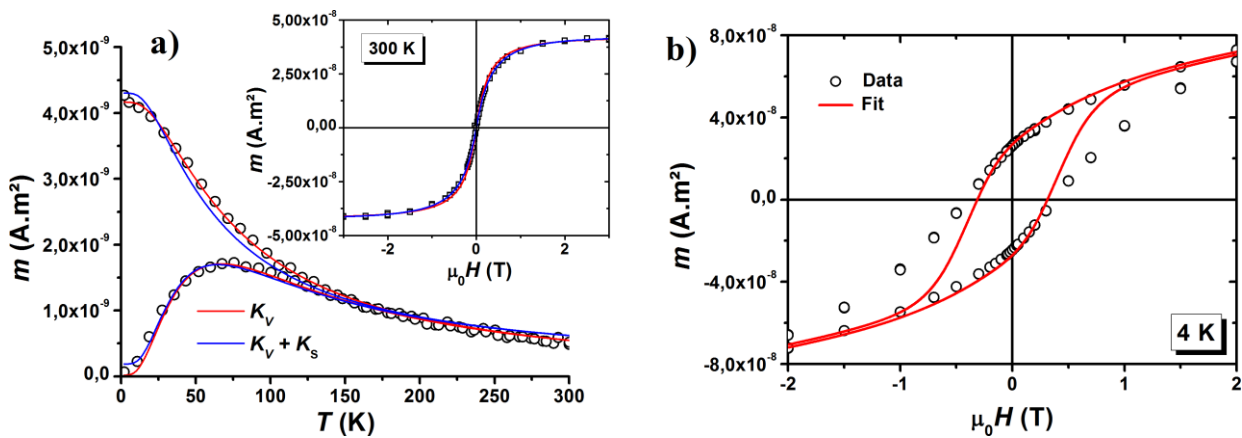 a)
m (A.m²)
5,0x10⁻⁹
4,0x10⁻⁹
3,0x10⁻⁹
2,0x10⁻⁹
1,0x10⁻⁹
0,0
0 50 100 150 200 250 300
T (K)
K_V
K_V + K_S
m (A.m²)
5,00x10⁻⁸
2,50x10⁻⁸
0,00
-2,50x10⁻⁸
-5,00x10⁻⁸
300 K
-2 0 2
μ₀H (T)
b)
m (A.m²)
8,0x10⁻⁸
4,0x10⁻⁸
0,0
-4,0x10⁻⁸
-8,0x10⁻⁸
Data
Fit
4 K
-2 -1 0 1 2
μ₀H (T)